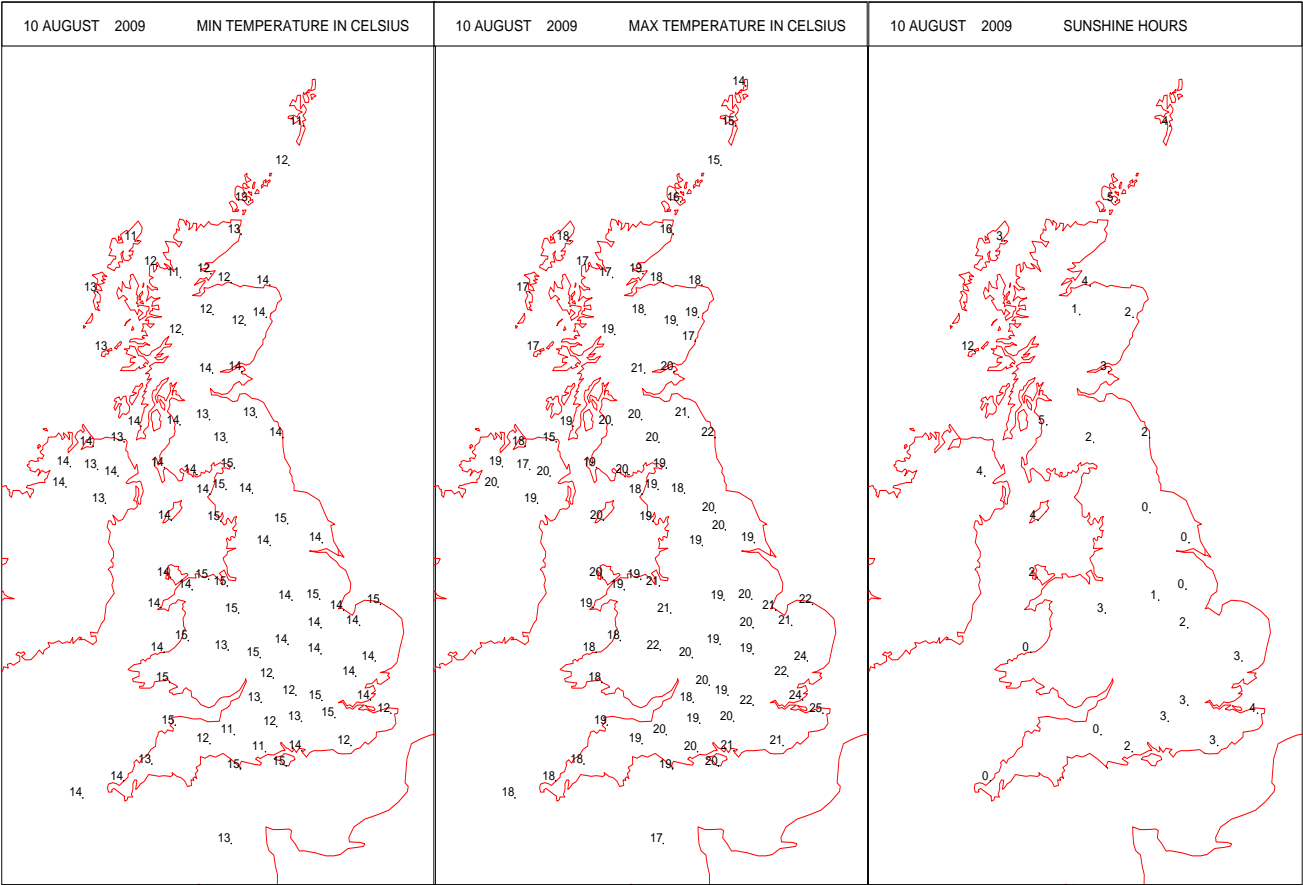 10 AUGUST 2009 MIN TEMPERATURE IN CELSIUS
11.
12.
13.
13.
11.
12. 11. 12. 12. 14.
13.
12. 12. 14.
12.
13.
14. 14.
13. 13.
14. 14. 13. 14.
14. 13.
14. 13. 14. 14. 14. 15.
14. 14. 15. 14.
13.
14. 15. 15.
14. 14.
14. 14. 15. 15.
14. 14. 15. 14. 15. 14. 15.
14. 14.
14. 15. 13. 15. 14. 14. 14.
15. 12. 14.
13. 12. 15. 14.
15. 11. 12. 13. 15. 12.
12. 11. 14. 12.
13. 15. 15.
14.
14.
13.
10 AUGUST 2009 MAX TEMPERATURE IN CELSIUS
14.
15.
15.
16.
16.
18.
17. 17. 19. 18. 18.
17.
18. 19. 19.
19. 17.
17.
21. 20.
20. 21.
19. 20. 20. 22.
18. 15.
19. 17. 20. 19. 20. 19.
20. 18. 19. 18.
19.
20. 19. 20. 20.
19. 19.
20. 19. 19. 21.
19. 21. 19. 20. 21. 22.
20. 21.
18. 18. 22. 20. 19. 19. 24.
18. 20. 22.
18. 19. 22. 24.
19. 20. 19. 20. 25.
19. 20. 21. 21.
18. 19. 20.
18.
18.
17.
10 AUGUST 2009 SUNSHINE HOURS
4.
5.
3.
4.
1. 2.
12.
3.
5. 2. 2.
4.
4. 0.
0.
2. 0.
3. 1.
2.
0. 3.
3. 4.
0. 3. 3.
2.
0.